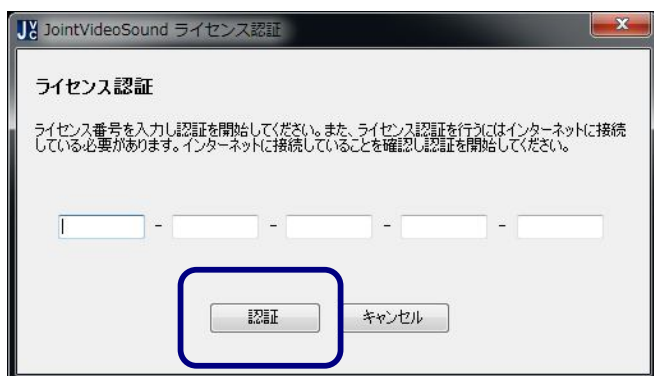 JVC JointVideoSound ライセンス認証
ライセンス認証
ライセンス番号を入力し認証を開始してください。また、ライセンス認証を行うにはインターネットに接続
している必要があります。インターネットに接続していることを確認し認証を開始してください。
- - - -
認証 キャンセル